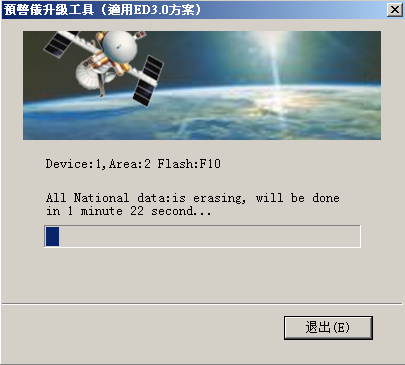 預警儀升級工具（適用ED3.0方案）
Device:1,Area:2 Flash:F10
All National data:is erasing, will be done
in 1 minute 22 second...
退出(E)